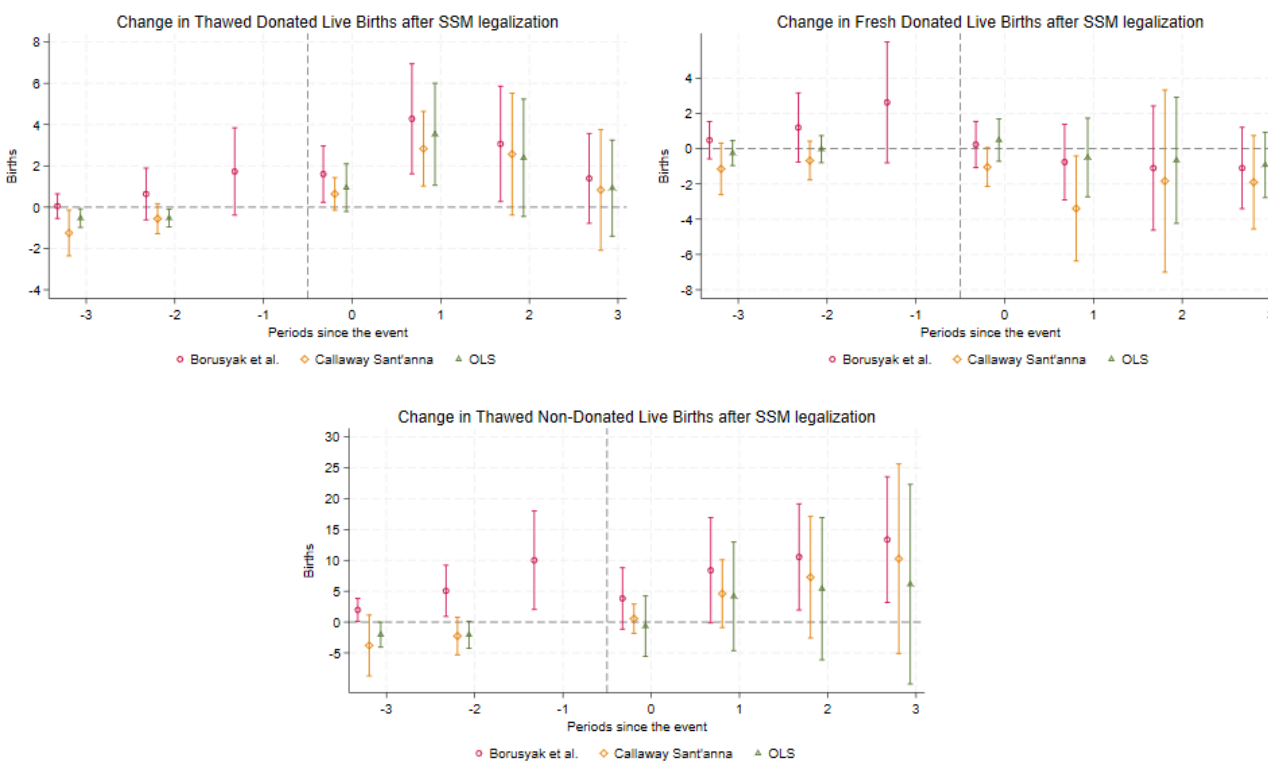 Change in Thawed Donated Live Births after SSM legalization
8
6
4
2
0
-2
-4
Births
-3 -2 -1 0 1 2 3
Periods since the event
Borusyak et al. Callaway Sant'anna OLS
Change in Fresh Donated Live Births after SSM legalization
4
2
0
-2
-4
-6
-8
Births
-3 -2 -1 0 1 2
Periods since the event
Borusyak et al. Callaway Sant'anna OLS
Change in Thawed Non-Donated Live Births after SSM legalization
30
25
20
15
10
5
0
-5
Births
-3 -2 -1 0 1 2 3
Periods since the event
Borusyak et al. Callaway Sant'anna OLS